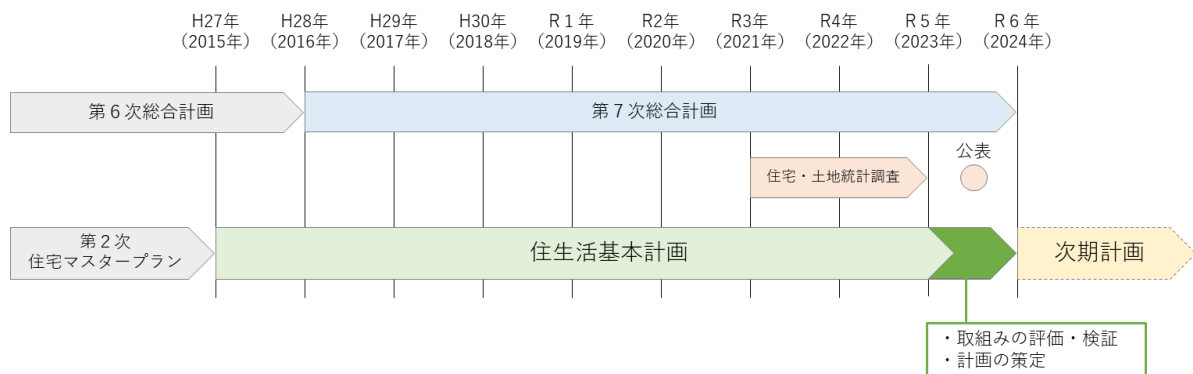 H27年 H28年 H29年 H30年 R１年 R2年 R3年 R4年 R５年 R６年
（2015年） （2016年） （2017年） （2018年） （2019年） （2020年） （2021年） （2022年） （2023年） （2024年）
第６次総合計画 第７次総合計画
公表
住宅・土地統計調査
第２次
住宅マスタープラン
住生活基本計画 次期計画
・取組みの評価・検証
・計画の策定